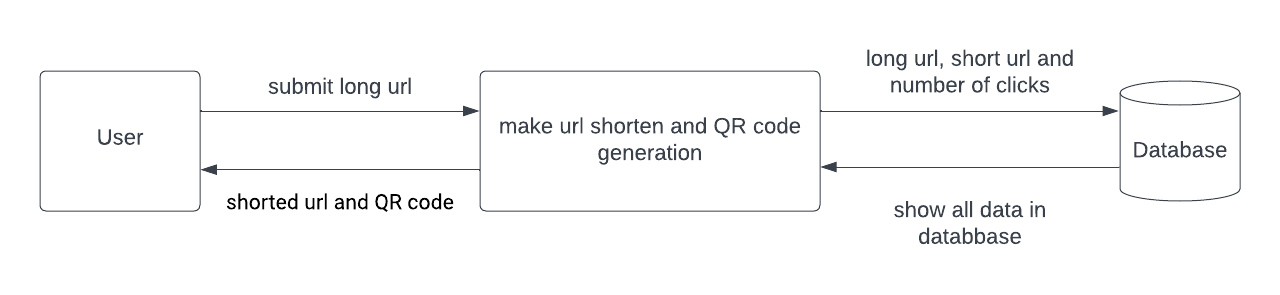 long url, short url and
number of clicks
submit long url
User
make url shorten and QR code
generation
Database
shorted url and QR code
show all data in
databbase